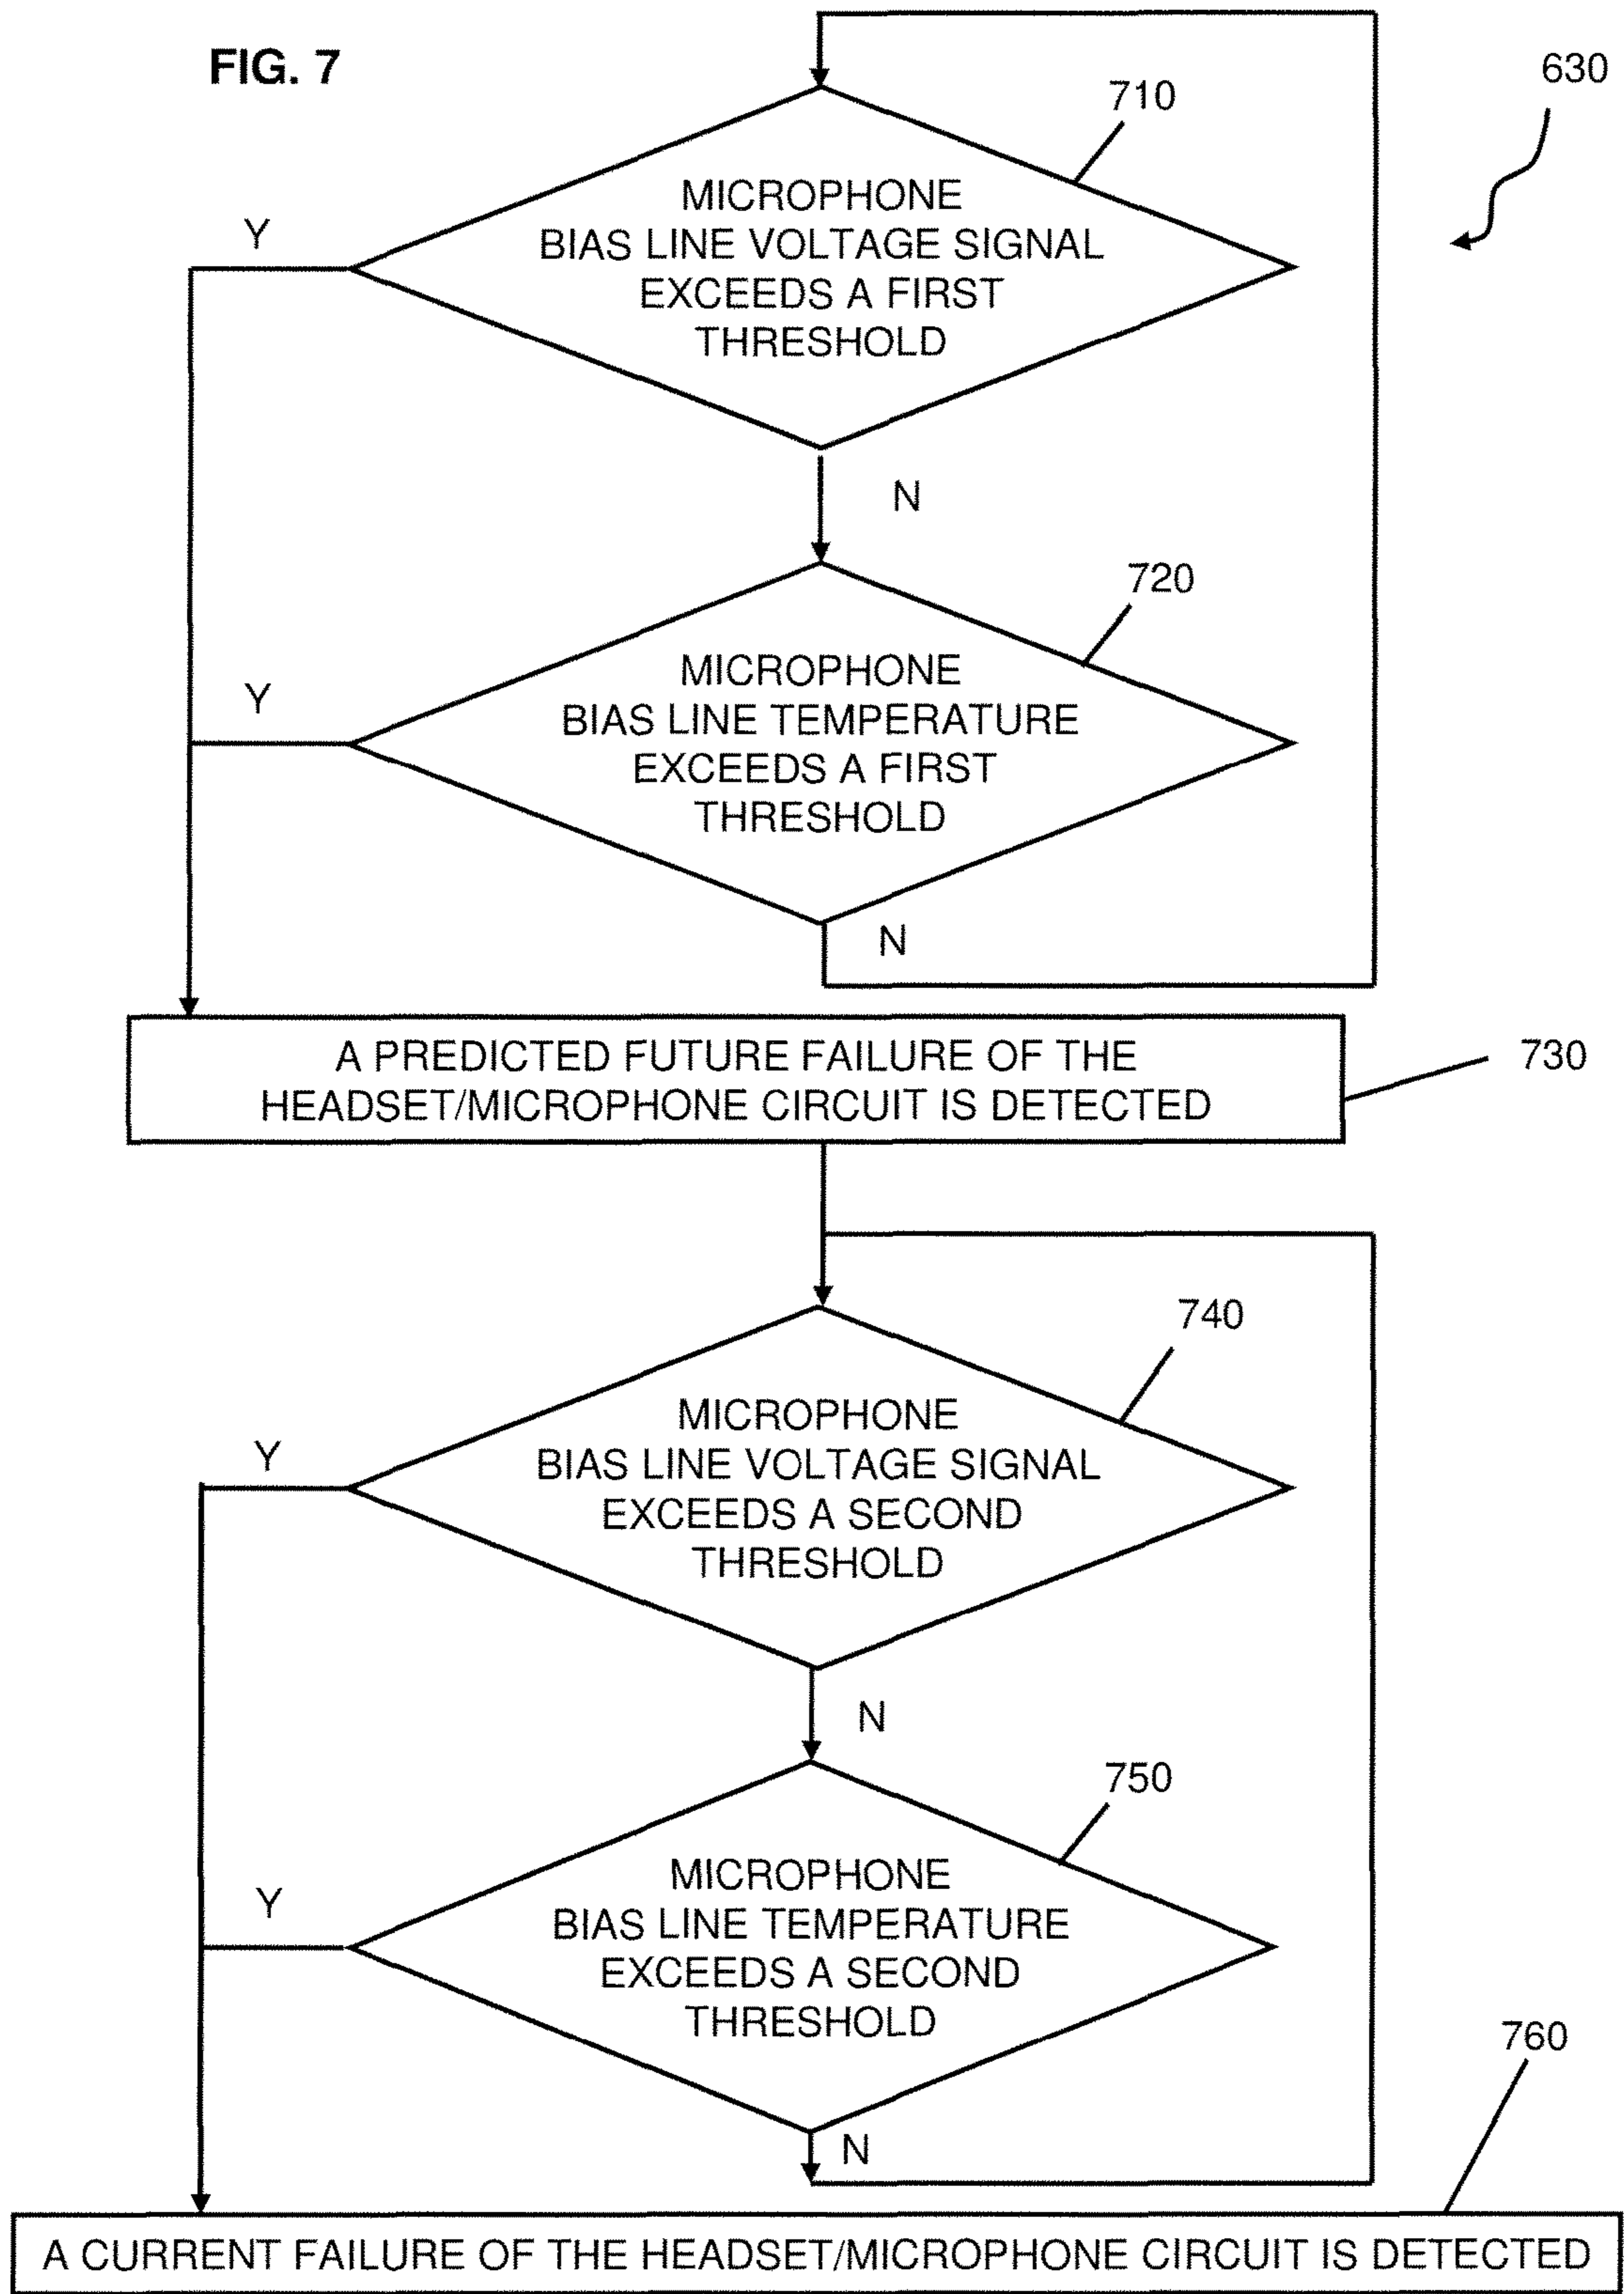 FIG. 7
630
710
MICROPHONE
BIAS LINE VOLTAGE SIGNAL
EXCEEDS A FIRST
THRESHOLD
Y
N
720
MICROPHONE
BIAS LINE TEMPERATURE
EXCEEDS A FIRST
THRESHOLD
Y
N
A PREDICTED FUTURE FAILURE OF THE
HEADSET/MICROPHONE CIRCUIT IS DETECTED
730
740
MICROPHONE
BIAS LINE VOLTAGE SIGNAL
EXCEEDS A SECOND
THRESHOLD
Y
N
750
MICROPHONE
BIAS LINE TEMPERATURE
EXCEEDS A SECOND
THRESHOLD
Y
N
760
A CURRENT FAILURE OF THE HEADSET/MICROPHONE CIRCUIT IS DETECTED